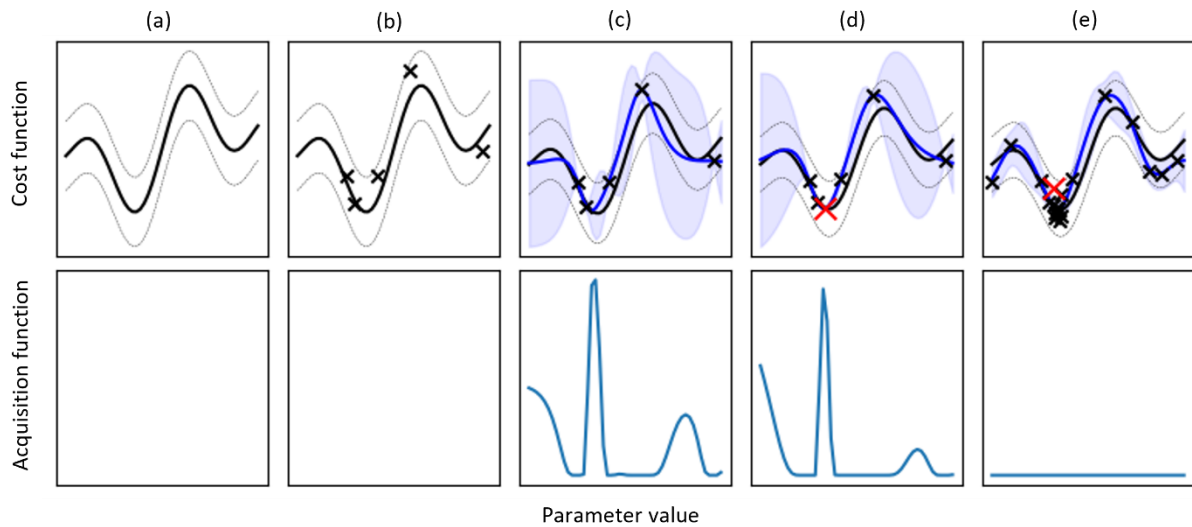 (a)
(b)
(c)
(d)
(e)
Cost function
Acquisition function
Parameter value